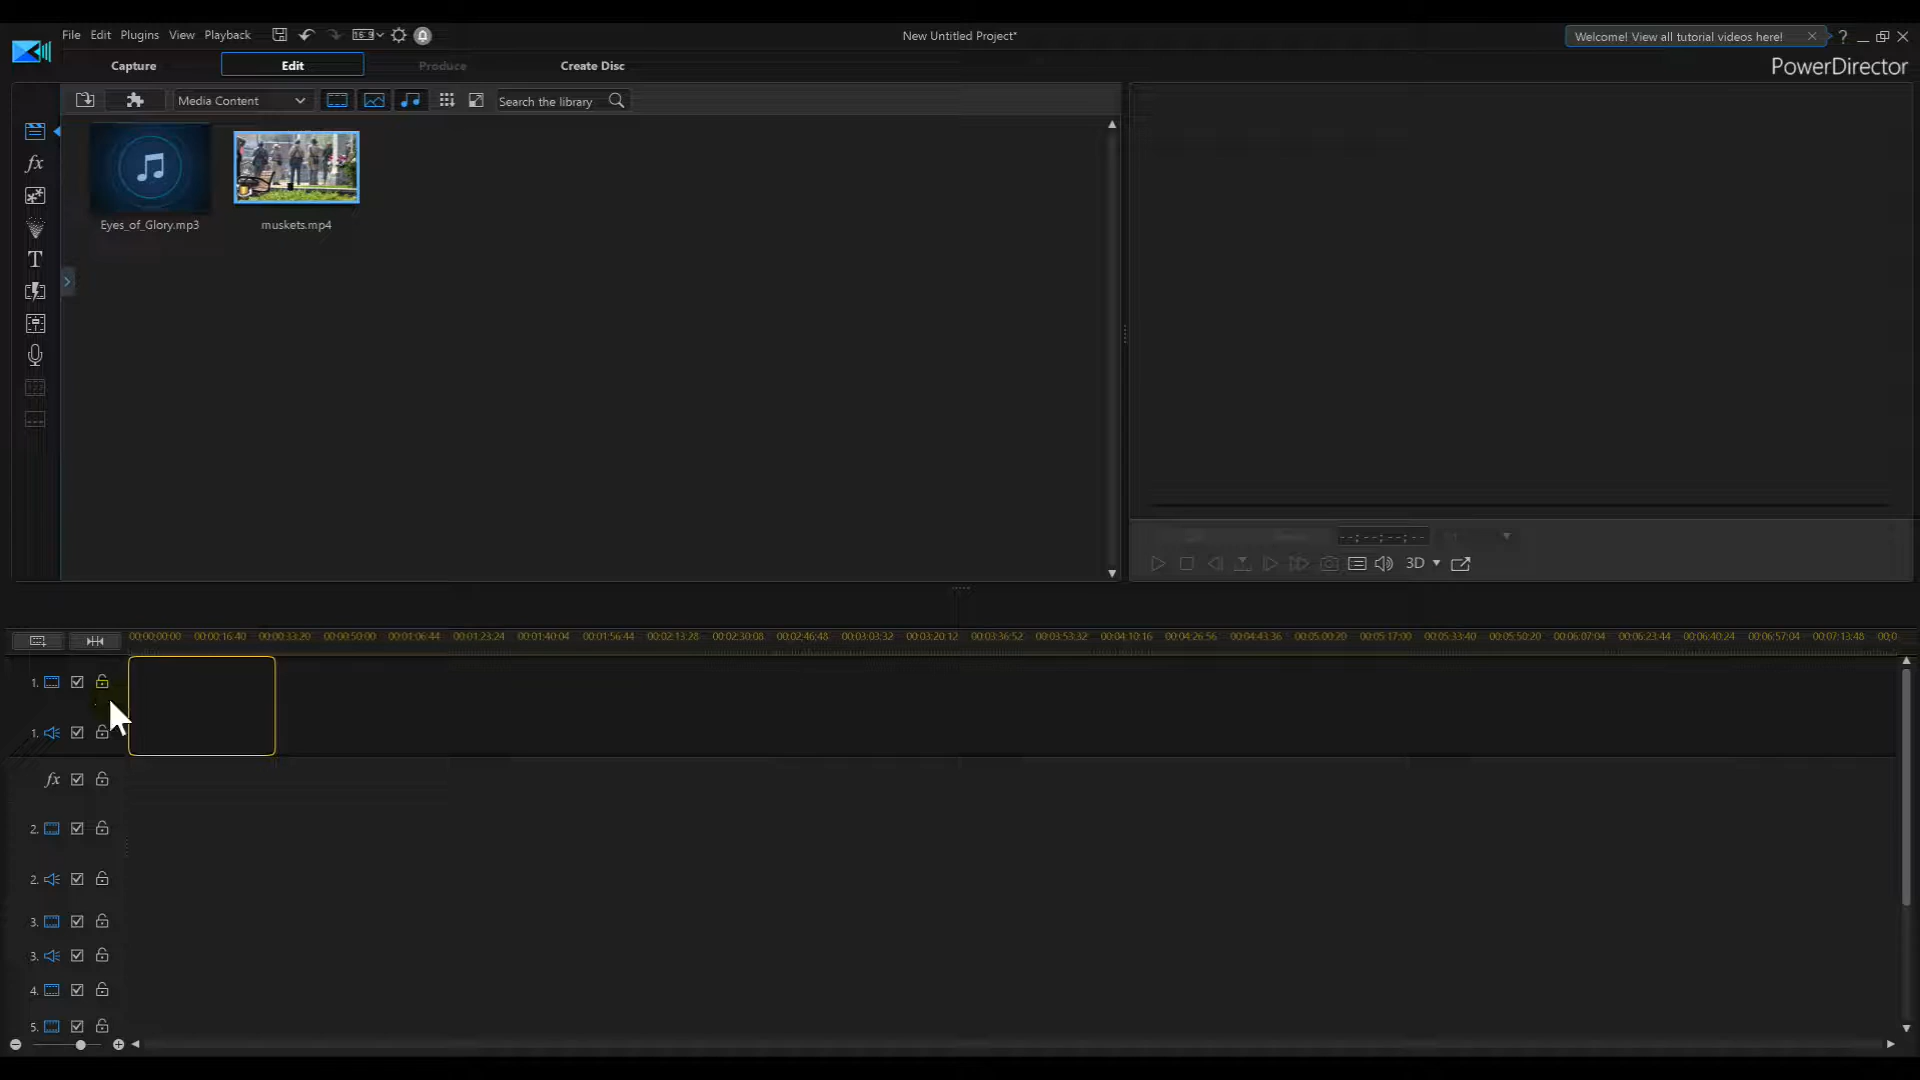 File Edit Plugins View Playback 16:9 New Untitled Project* Welcome! View all tutorial videos here! ?
Capture Edit Produce Create Disc PowerDirector
Media Content Search the library
fx
T
Eyes_of_Glory.mp3 muskets.mp4
--;--;--;--
3D
00;00;00;00 00;00;16;40 00;00;33;20 00;00;50;00 00;01;06;44 00;01;23;24 00;01;40;04 00;01;56;44 00;02;13;28 00;02;30;08 00;02;46;48 00;03;03;32 00;03;20;12 00;03;36;52 00;03;53;32 00;04;10;16 00;04;26;56 00;04;43;36 00;05;00;20 00;05;17;00 00;05;33;40 00;05;50;20 00;06;07;04 00;06;23;44 00;06;40;24 00;06;57;04 00;07;13;48 00;0
1.
1.
fx
2.
2.
3.
3.
4.
5.